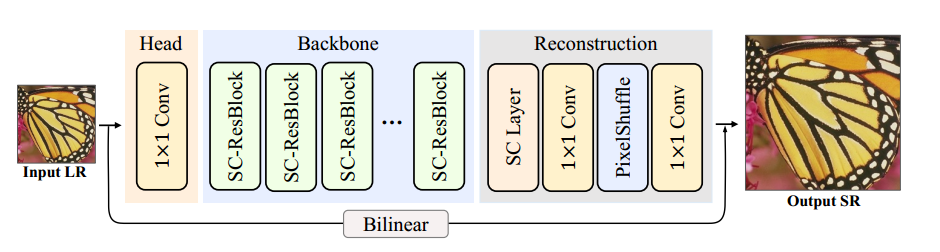 Head
Backbone
Reconstruction
1×1 Conv
SC-ResBlock
SC-ResBlock
SC-ResBlock
...
SC-ResBlock
SC Layer
1×1 Conv
PixelShuffle
1×1 Conv
Input LR
Output SR
Bilinear